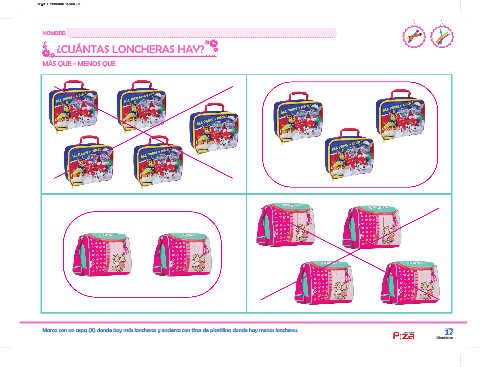 NOMBRE:
¿CUÁNTAS LONCHERAS HAY?
MÁS QUE - MENOS QUE
Marca con un aspa (X) donde hay más loncheras y encierra con tiras de plastilina donde hay menos loncheras.
Pizza
17